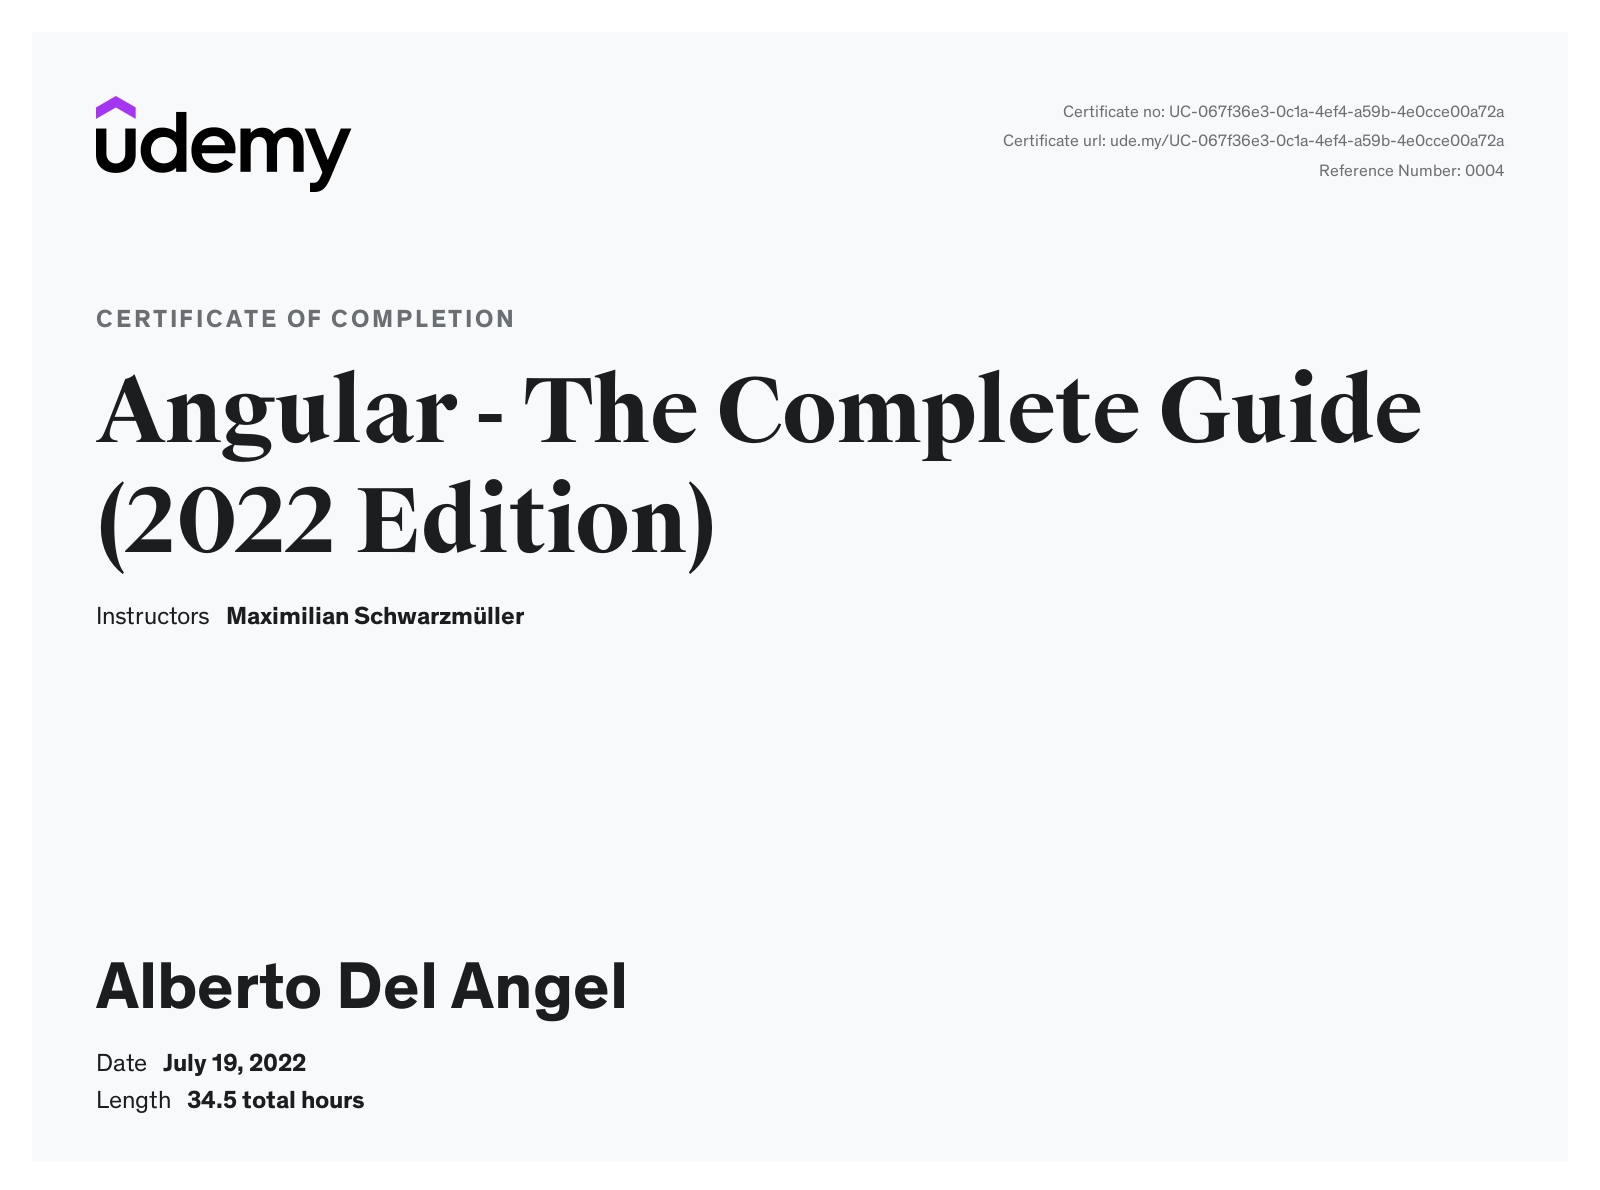 udemy
Certificate no: UC-067f36e3-0c1a-4ef4-a59b-4e0cce00a72a
Certificate url: ude.my/UC-067f36e3-0c1a-4ef4-a59b-4e0cce00a72a
Reference Number: 0004
CERTIFICATE OF COMPLETION
Angular - The Complete Guide
(2022 Edition)
Instructors Maximilian Schwarzmüller
Alberto Del Angel
Date July 19, 2022
Length 34.5 total hours